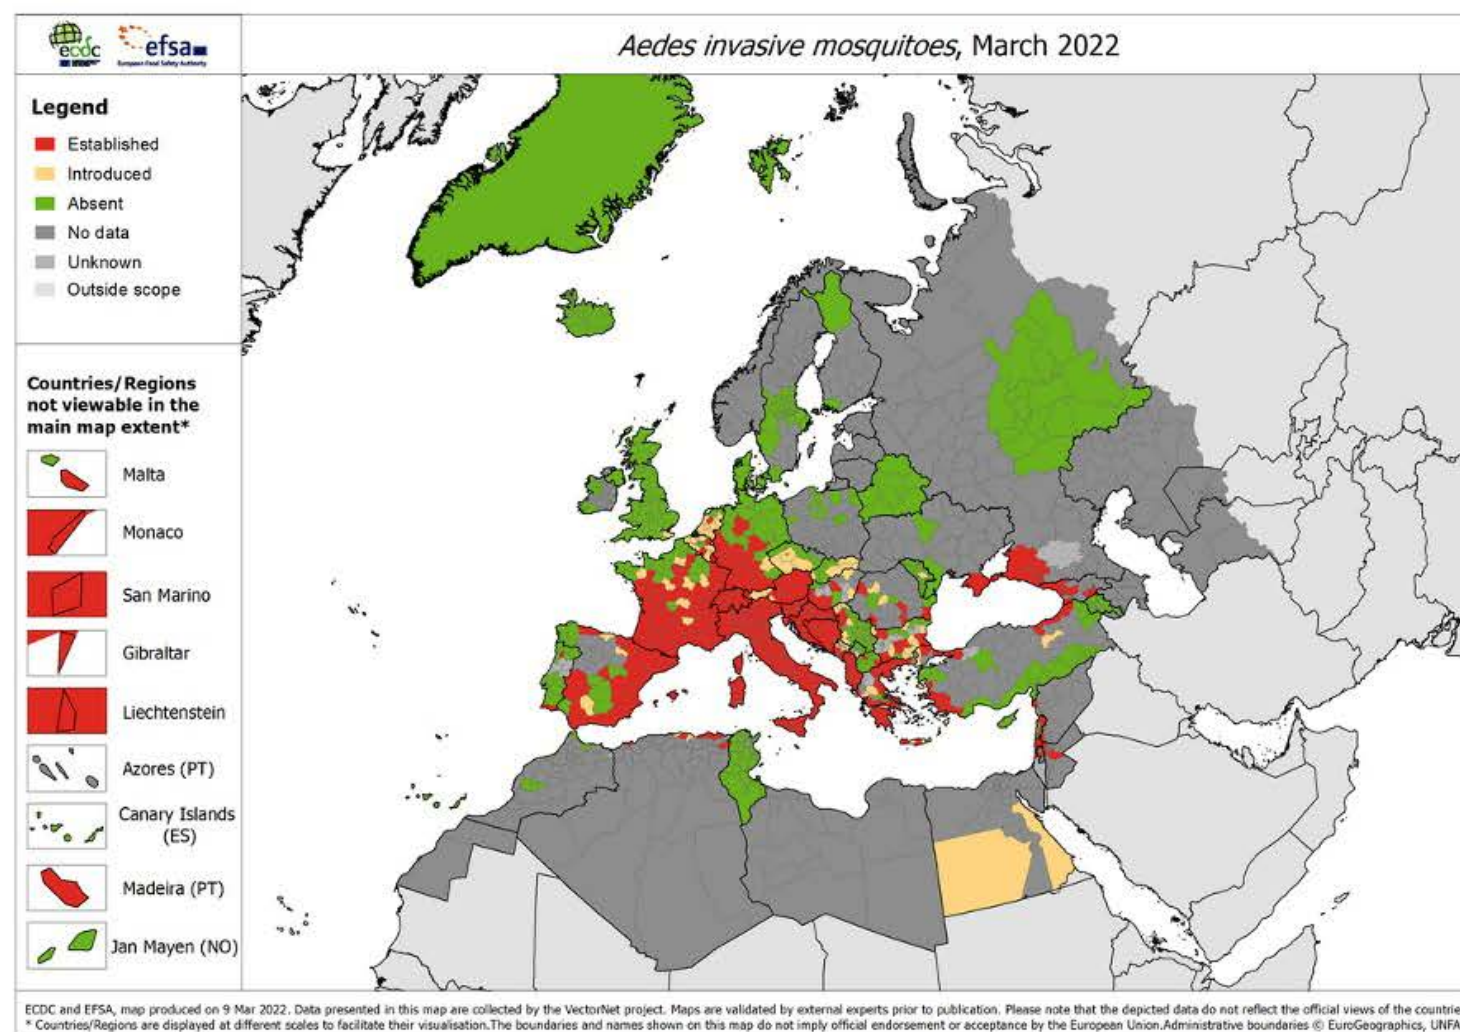 ecdc
efsa
European Food Safety Authority
Aedes invasive mosquitoes, March 2022
Legend
Established
Introduced
Absent
No data
Unknown
Outside scope
Countries/Regions
not viewable in the
main map extent*
Malta
Monaco
San Marino
Gibraltar
Liechtenstein
Azores (PT)
Canary Islands
(ES)
Madeira (PT)
Jan Mayen (NO)
ECDC and EFSA, map produced on 9 Mar 2022. Data presented in this map are collected by the VectorNet project. Maps are validated by external experts prior to publication. Please note that the depicted data do not reflect the official views of the countrie
* Countries/Regions are displayed at different scales to facilitate their visualisation.The boundaries and names shown on this map do not imply official endorsement or acceptance by the European Union.Administrative boundaries © EuroGeographics, UNFA